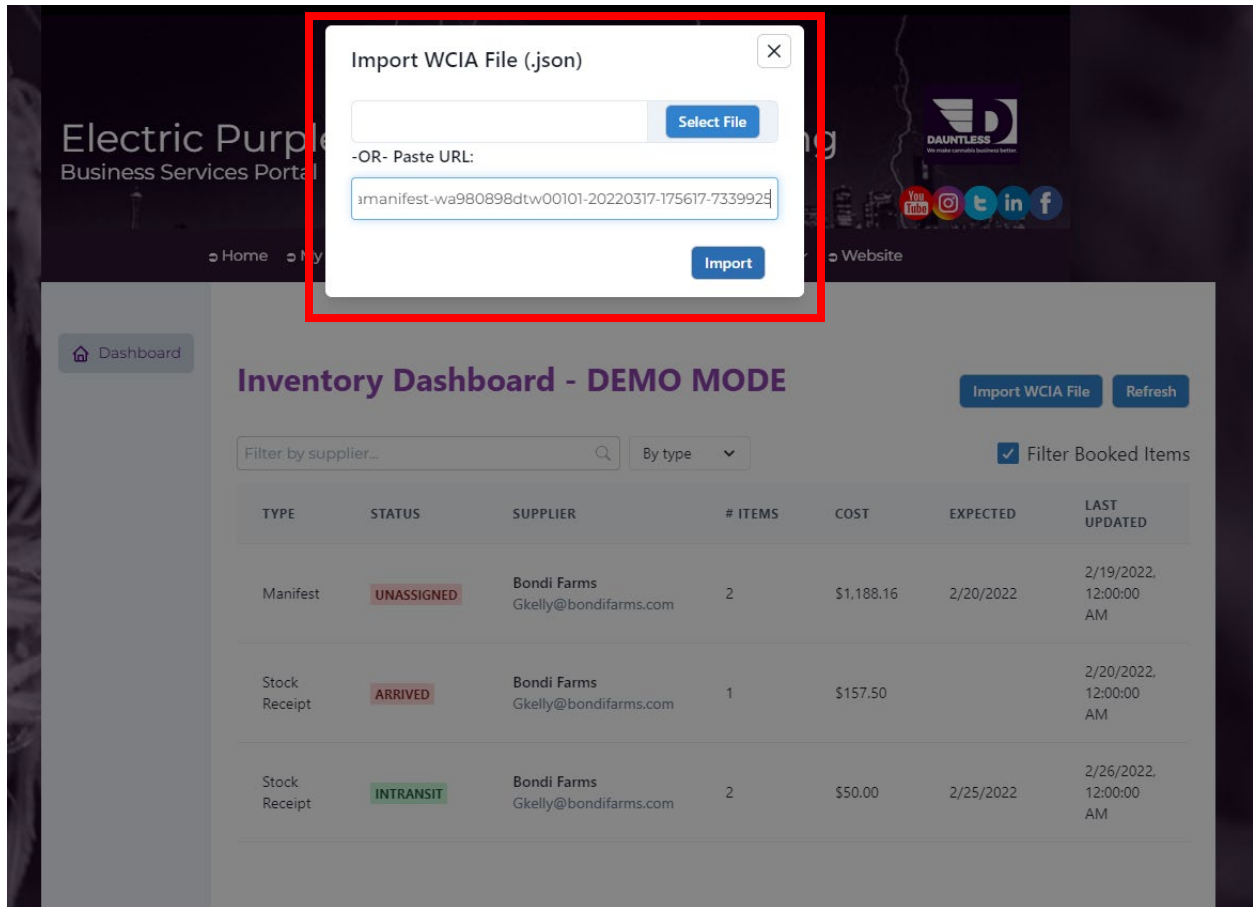 Import WCIA File (.json)
Select File
-OR- Paste URL:
amanifest-wa980898dtw00101-20220317-175617-7339925
Import
Electric Purple
Business Services Portal
DAUNTLESS
We make cannabis business better.
You
Tube
in f
Home
Website
Dashboard
Inventory Dashboard - DEMO MODE
Import WCIA File Refresh
Filter by supplier... By type Filter Booked Items
TYPE STATUS SUPPLIER # ITEMS COST EXPECTED LAST
UPDATED
Manifest UNASSIGNED Bondi Farms
Gkelly@bondifarms.com 2 $1,188.16 2/20/2022 2/19/2022,
12:00:00
AM
Stock
Receipt ARRIVED Bondi Farms
Gkelly@bondifarms.com 1 $157.50 2/20/2022,
12:00:00
AM
Stock
Receipt INTRANSIT Bondi Farms
Gkelly@bondifarms.com 2 $50.00 2/25/2022 2/26/2022,
12:00:00
AM